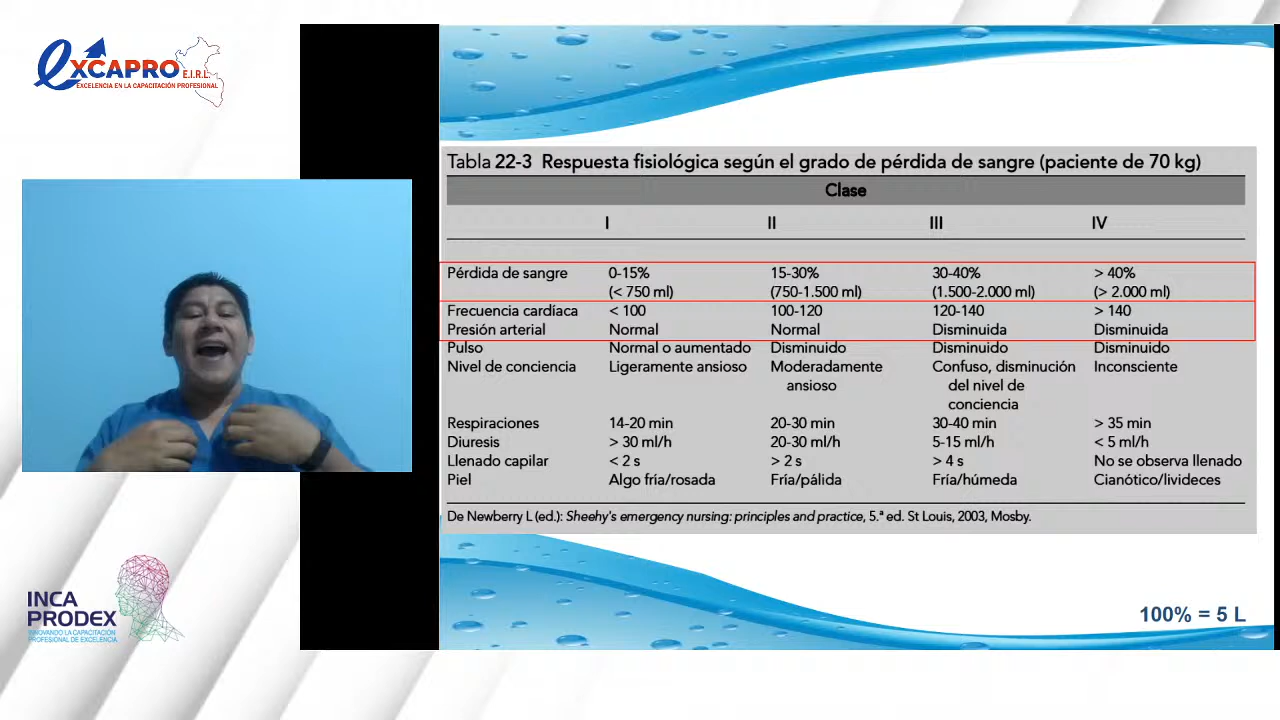 exCAPRO E.I.R.L.
EXCELENCIA EN LA CAPACITACIÓN PROFESIONAL
Tabla 22-3 Respuesta fisiológica según el grado de pérdida de sangre (paciente de 70 kg)
Clase
I II III IV
Pérdida de sangre 0-15% 15-30% 30-40% > 40%
(< 750 ml) (750-1.500 ml) (1.500-2.000 ml) (> 2.000 ml)
Frecuencia cardíaca < 100 100-120 120-140 > 140
Presión arterial Normal Normal Disminuida Disminuida
Pulso Normal o aumentado Disminuido Disminuido Disminuido
Nivel de conciencia Ligeramente ansioso Moderadamente Confuso, disminución Inconsciente
ansioso del nivel de
conciencia
Respiraciones 14-20 min 20-30 min 30-40 min > 35 min
Diuresis > 30 ml/h 20-30 ml/h 5-15 ml/h < 5 ml/h
Llenado capilar < 2 s > 2 s > 4 s No se observa llenado
Piel Algo fría/rosada Fría/pálida Fría/húmeda Cianótico/livideces
De Newberry L (ed.): Sheehy's emergency nursing: principles and practice, 5.ª ed. St Louis, 2003, Mosby.
100% = 5 L
INCA
PRODEX
INNOVANDO LA CAPACITACIÓN
PROFESIONAL DE EXCELENCIA